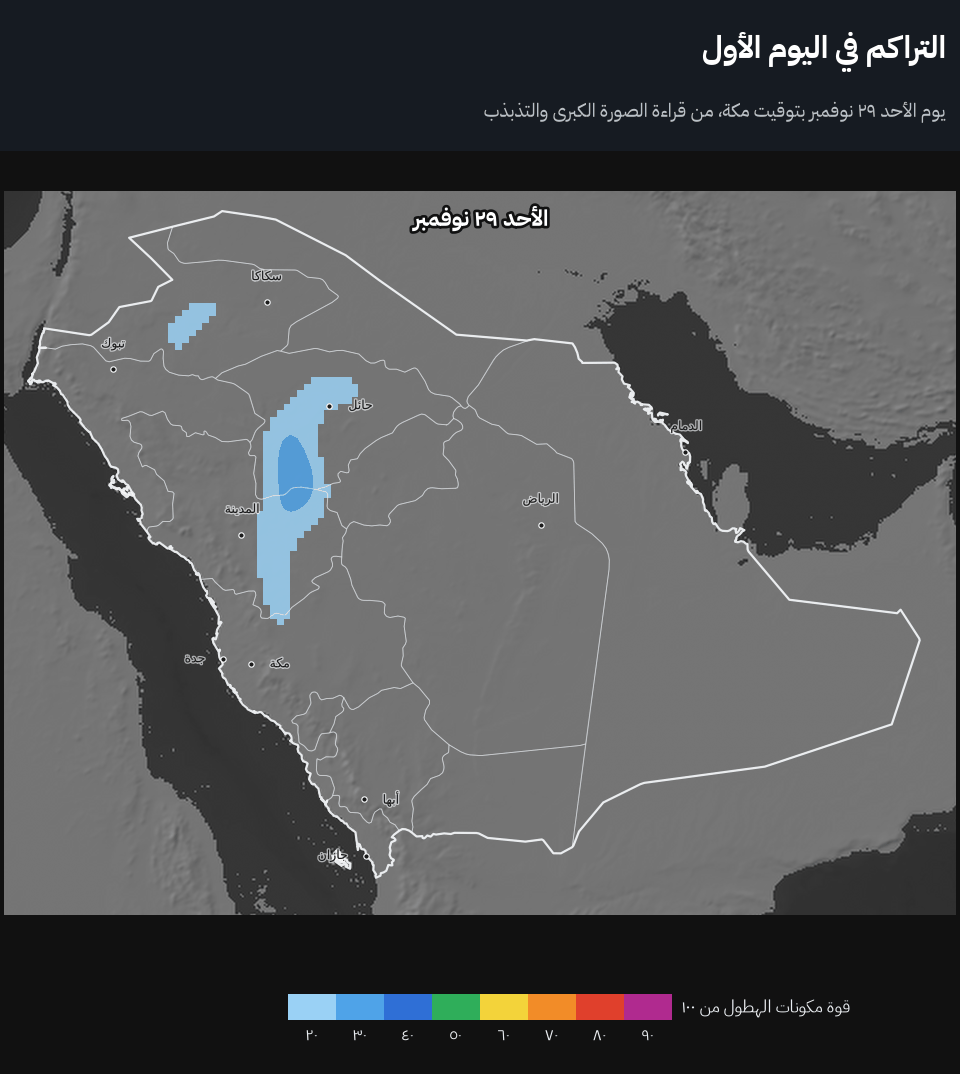 التراكم في اليوم الأول
يوم الأحد ٢٩ نوفمبر بتوقيت مكة، من قراءة الصورة الكبرى والتذبذب
الأحد ٢٩ نوفمبر
سكاكا
تبوك
حائل
الدمام
الرياض
المدينة
جدة
مكة
أبها
جازان
قوة مكونات الهطول من ١٠٠
٢٠ ٣٠ ٤٠ ٥٠ ٦٠ ٧٠ ٨٠ ٩٠